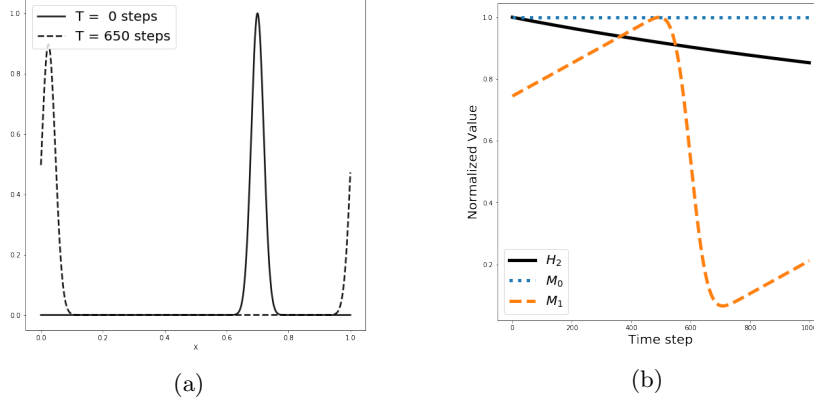 T = 0 steps
T = 650 steps
1.0
0.8
0.6
0.4
0.2
0.0
0.0 0.2 0.4 0.6 0.8 1.0
x
(a)
Normalized Value
1.0
0.8
0.6
0.4
0.2
H₂
M₀
M₁
0 200 400 600 800 1000
Time step
(b)